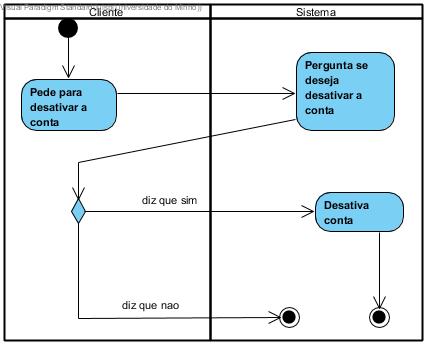 Cliente
Sistema
Pede para
desativar a
conta
Pergunta se
deseja
desativar a
conta
diz que sim
Desativa
conta
diz que nao
Visual Paradigm Standard
Universidade do Minho))